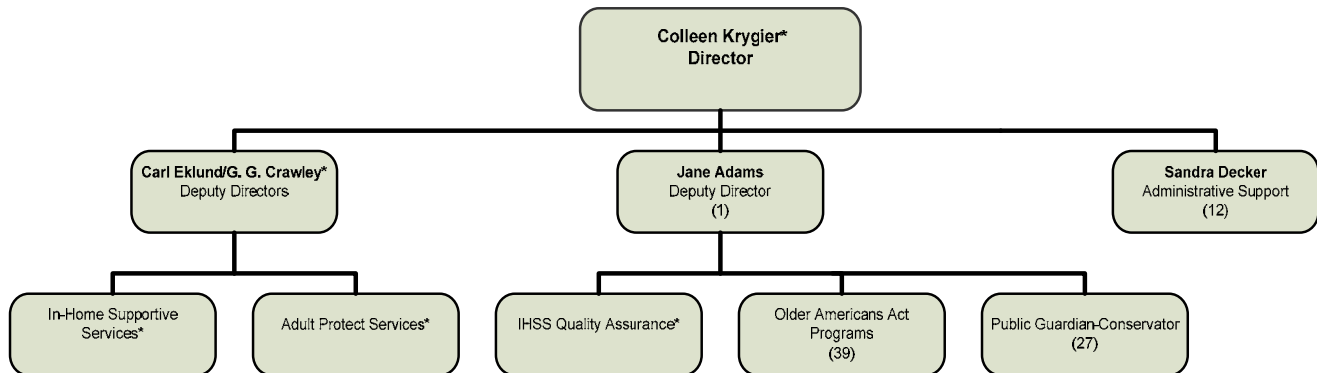 Colleen Krygier*
Director
Carl Eklund/G. G. Crawley*
Deputy Directors
Jane Adams
Deputy Director
(1)
Sandra Decker
Administrative Support
(12)
In-Home Supportive
Services*
Adult Protect Services*
IHSS Quality Assurance*
Older Americans Act
Programs
(39)
Public Guardian-Conservator
(27)